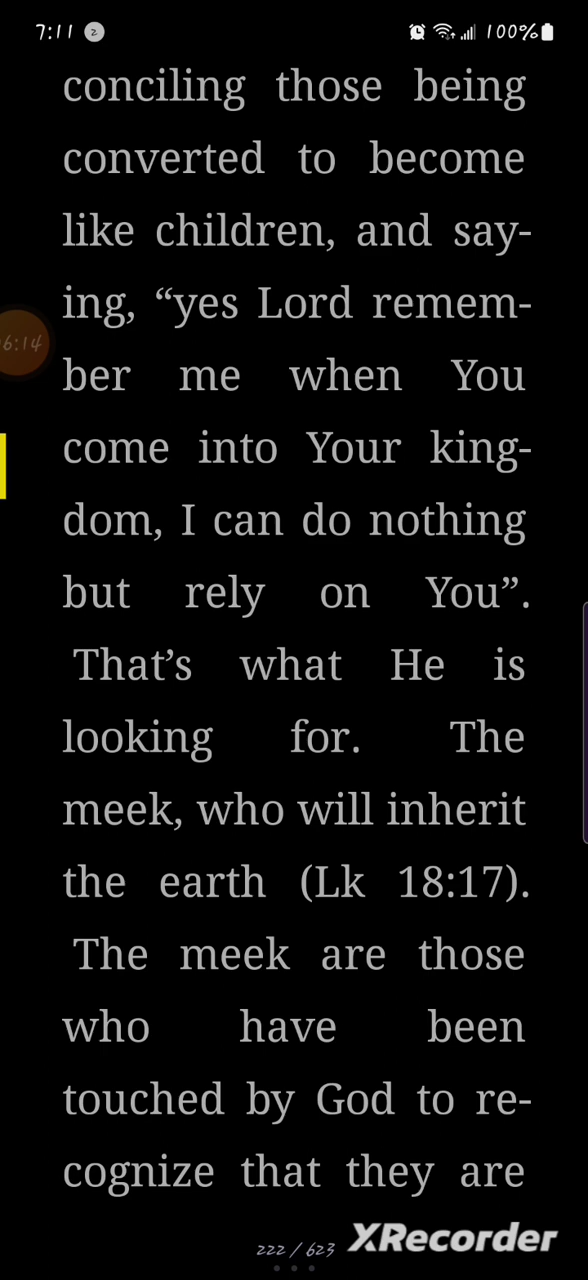 7:11 2 100%
conciling those being
converted to become
like children, and say-
ing, “yes Lord remem-
06:14
ber me when You
come into Your king-
dom, I can do nothing
but rely on You”.
That’s what He is
looking for. The
meek, who will inherit
the earth (Lk 18:17).
The meek are those
who have been
touched by God to re-
cognize that they are
222 / 623
XRecorder